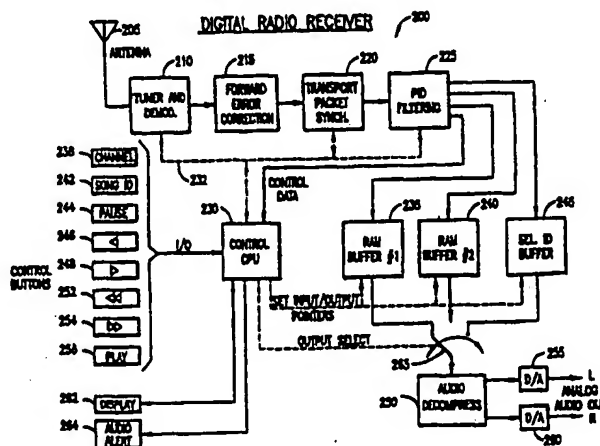 DIGITAL RADIO RECEIVER
200
205
ANTENNA
210
TUNER AND
DEMOD.
215
FORWARD
ERROR
CORRECTION
220
TRANSPORT
PACKET
SYNCH.
225
PID
FILTERING
232
CONTROL
DATA
238
CHANNEL
242
SONG ID
244
PAUSE
246
248
252
254
256
PLAY
CONTROL
BUTTONS
I/O
230
CONTROL
CPU
235
RAM
BUFFER #1
240
RAM
BUFFER #2
245
SEL ID
BUFFER
SET INPUT/OUTPUT
POINTERS
OUTPUT SELECT
265
250
AUDIO
DECOMPRESS
255
D/A
L
ANALOG
AUDIO OUT
R
D/A
260
262
DISPLAY
264
AUDIO
ALERT